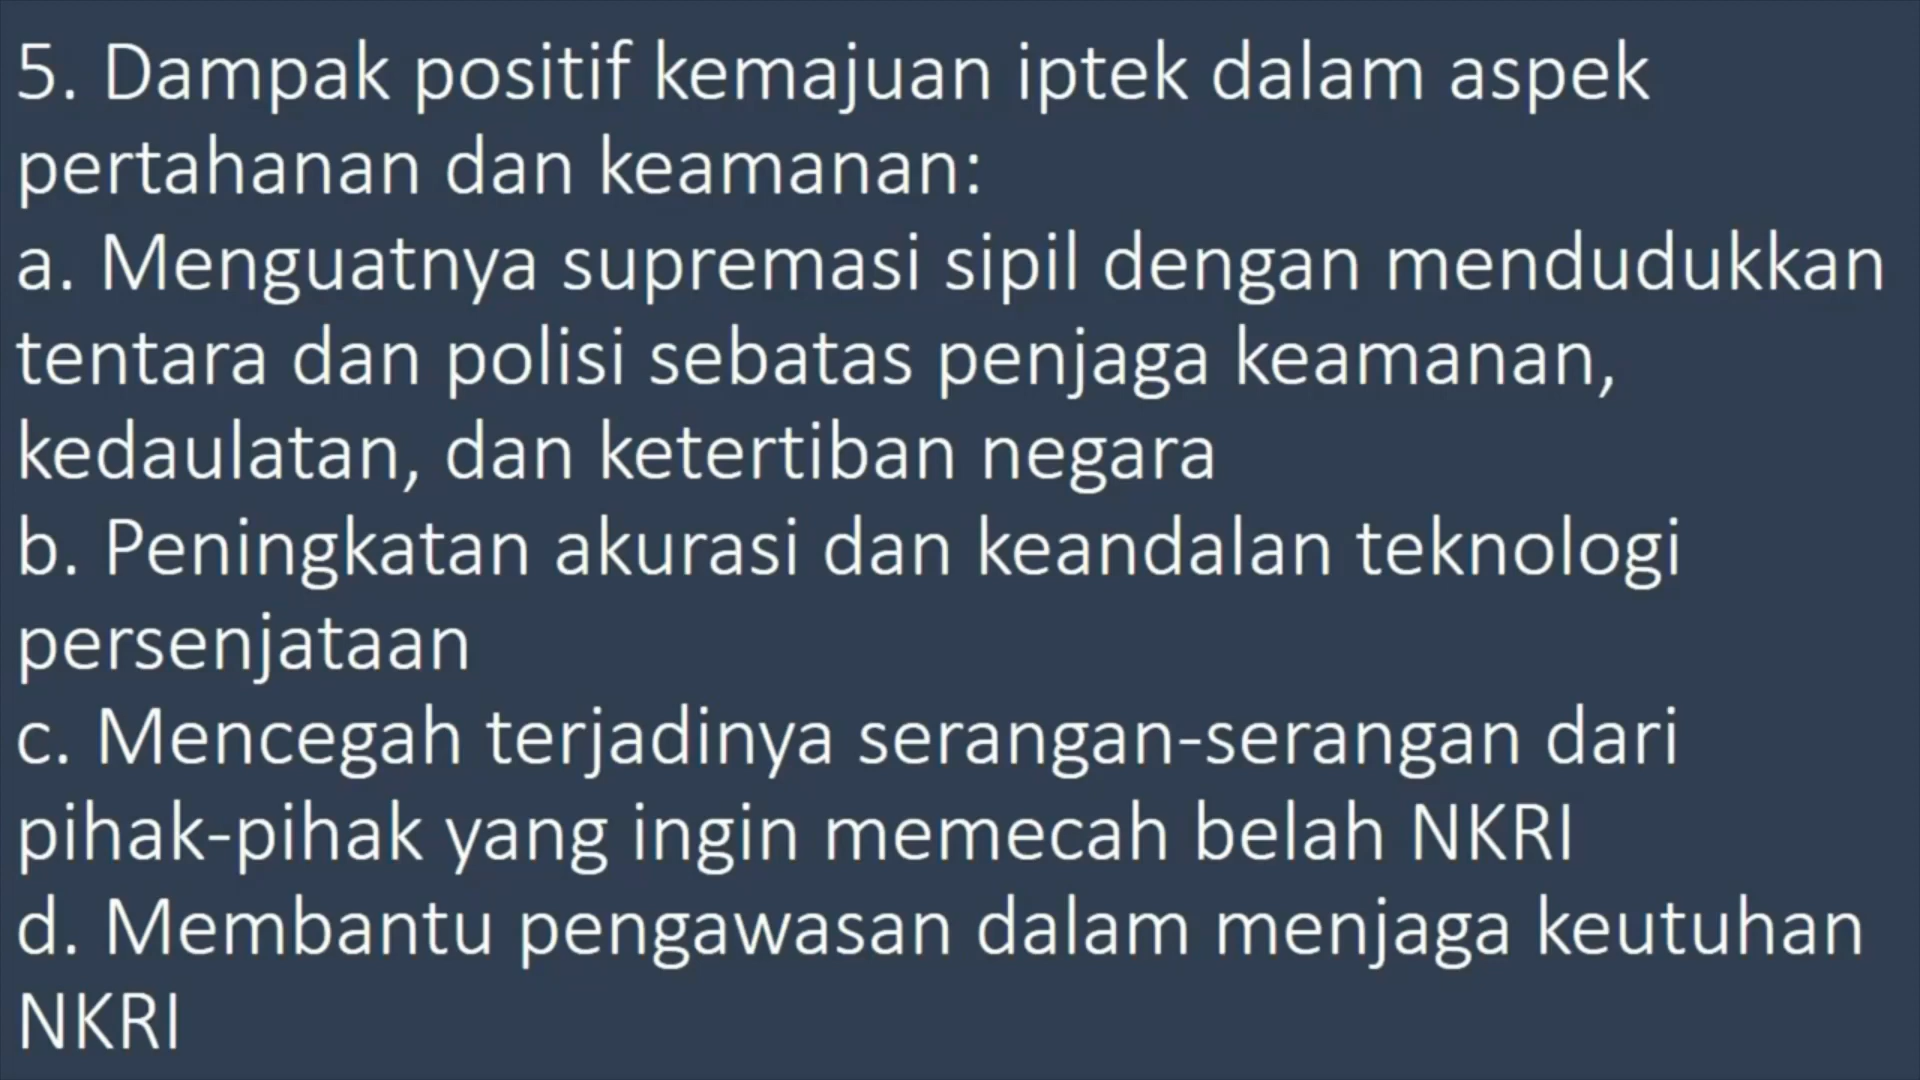 5. Dampak positif kemajuan iptek dalam aspek
pertahanan dan keamanan:
a. Menguatnya supremasi sipil dengan mendudukkan
tentara dan polisi sebatas penjaga keamanan,
kedaulatan, dan ketertiban negara
b. Peningkatan akurasi dan keandalan teknologi
persenjataan
c. Mencegah terjadinya serangan-serangan dari
pihak-pihak yang ingin memecah belah NKRI
d. Membantu pengawasan dalam menjaga keutuhan
NKRI